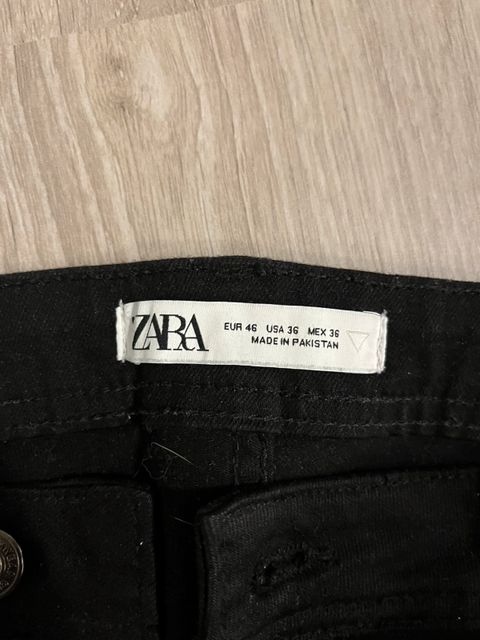 ZARA
EUR 46 USA 36 MEX 36
MADE IN PAKISTAN